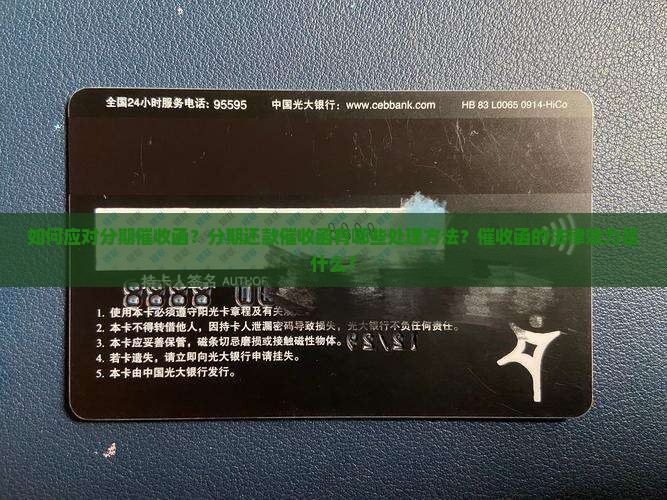 全国24小时服务电话: 95595 中国光大银行: www.cebbank.com HB 83 L0065 0914-HiCo
如何应对分期催收函？分期还款催收函有哪些处理方法？催收函的法律效力是
什么？
持卡人签名 AUTHOR
1. 使用本卡必须遵守阳光卡章程及有关
2. 本卡不得转借他人，因持卡人泄漏密码导致损失，光大银行不负任何责任。
3. 本卡应妥善保管，磁条切忌磨损或接触磁性物体。
4. 若卡遗失，请立即向光大银行申请挂失。
5. 本卡由中国光大银行发行。